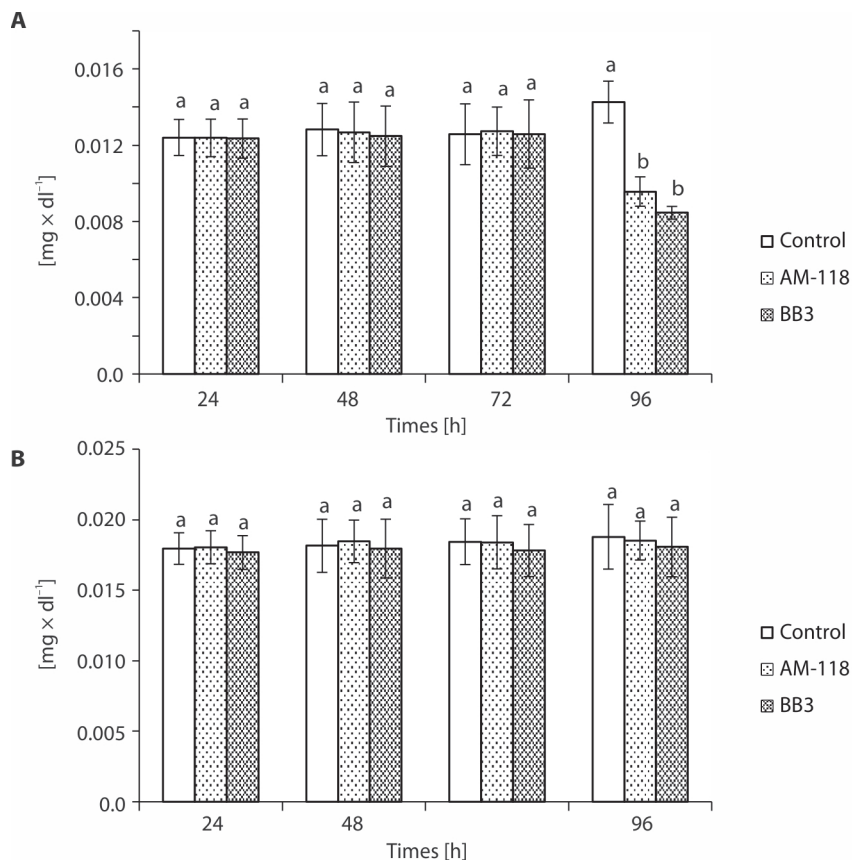 A
[mg × dl⁻¹]
0.016
0.012
0.008
0.004
0.0
a a a a a a a a a a b b
24 48 72 96
Times [h]
Control
AM-118
BB3
B
[mg × dl⁻¹]
0.025
0.020
0.015
0.010
0.005
0.0
a a a a a a a a a a a a
24 48 96
Times [h]
Control
AM-118
BB3